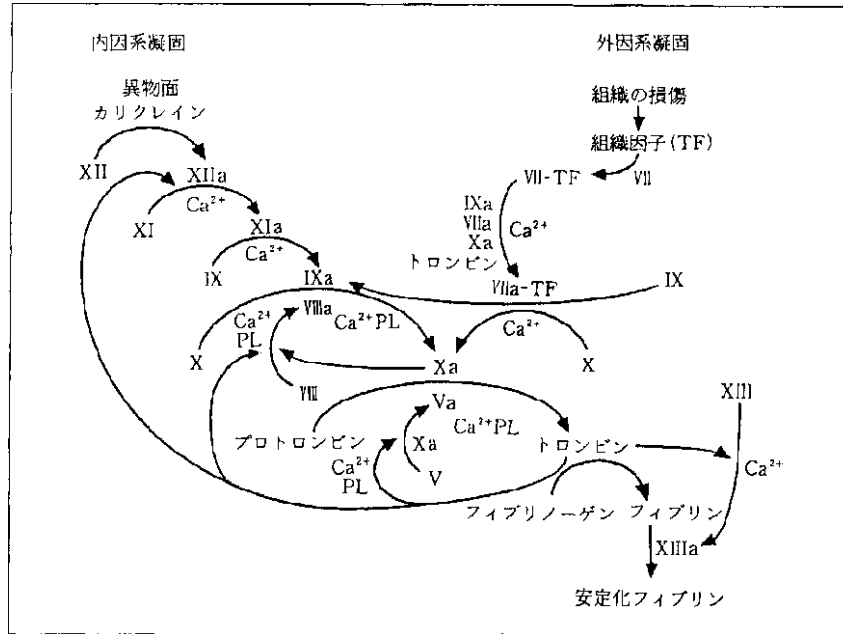 内因系凝固
外因系凝固
異物面
カリクレイン
組織の損傷
組織因子(TF)
XII
XIIa
VII-TF
VII
Ca²⁺
XI
XIa
IXa
VIIa
Xa
トロンビン
Ca²⁺
IX
Ca²⁺
IXa
VIIa-TF
IX
Ca²⁺
PL
VIIIa
Ca²⁺PL
Ca²⁺
X
Xa
X
VIII
XIII
Va
プロトロンビン
Xa
Ca²⁺PL
トロンビン
Ca²⁺
PL
V
Ca²⁺
フィブリノーゲン
フィブリン
XIIIa
安定化フィブリン